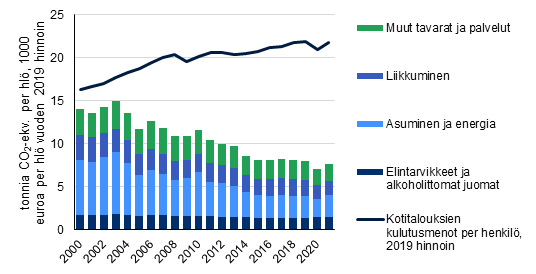 tonnia CO₂-ekv. per hlö, 1000
euroa per hlö vuoden 2019 hinnoin
25
20
15
10
5
0
2000
2002
2004
2006
2008
2010
2012
2014
2016
2018
2020
Muut tavarat ja palvelut
Liikkuminen
Asuminen ja energia
Elintarvikkeet ja
alkoholittomat juomat
Kotitalouksien
kulutusmenot per henkilö,
2019 hinnoin